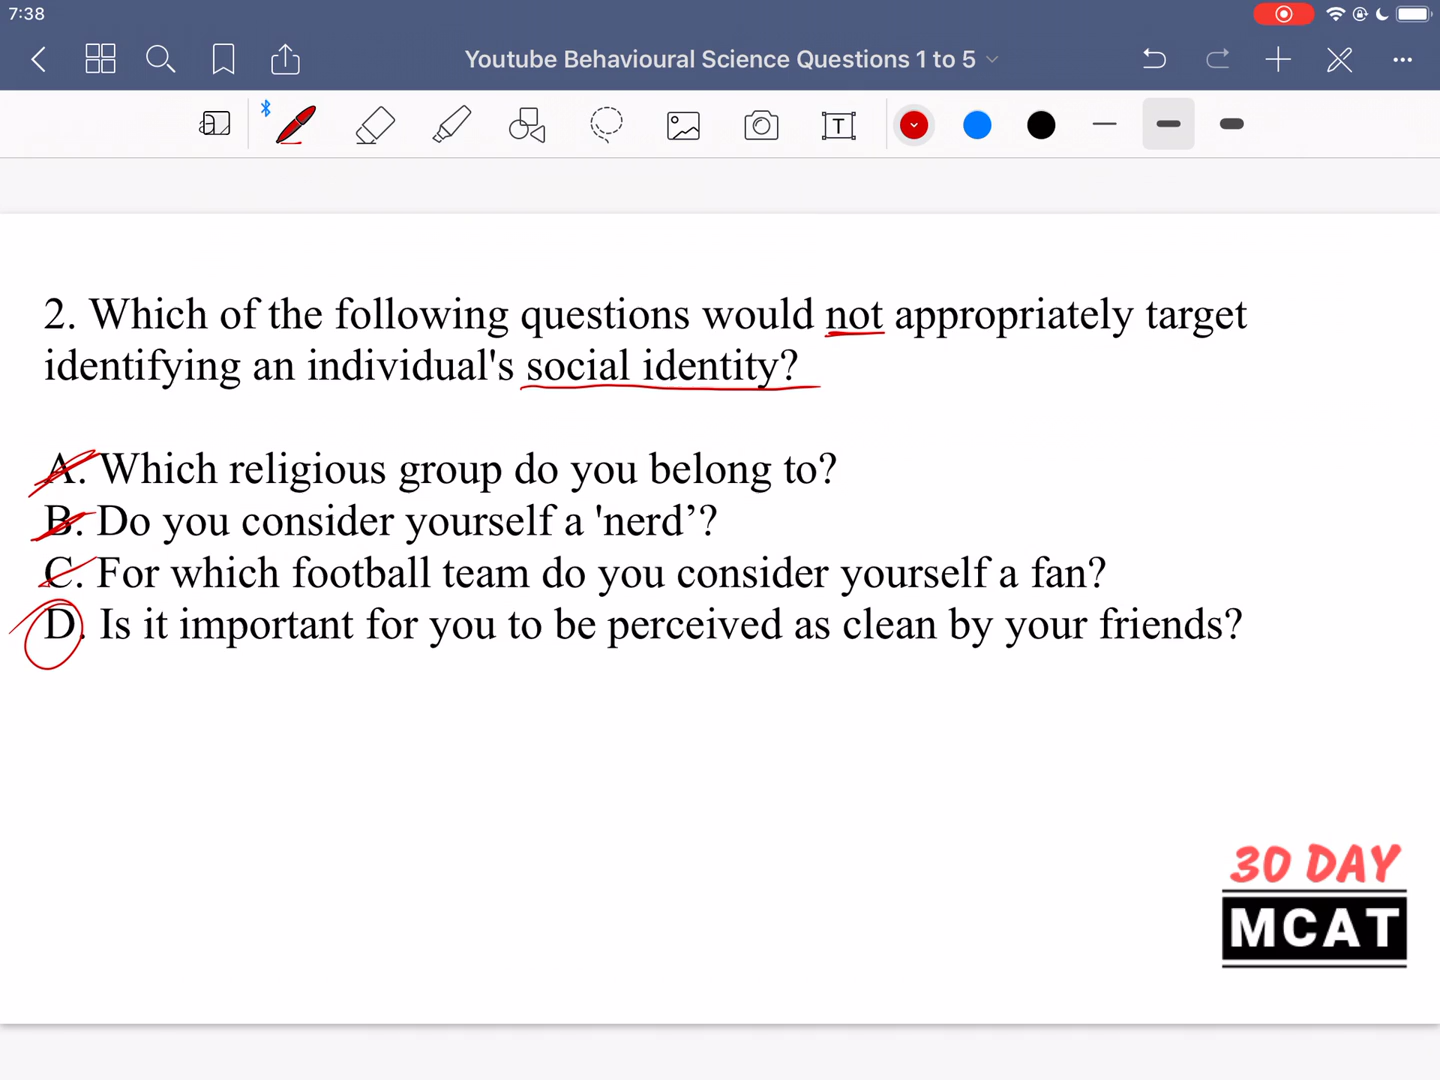 7:38
Youtube Behavioural Science Questions 1 to 5
T
2. Which of the following questions would not appropriately target
identifying an individual's social identity?
A. Which religious group do you belong to?
B. Do you consider yourself a 'nerd’?
C. For which football team do you consider yourself a fan?
D. Is it important for you to be perceived as clean by your friends?
30 DAY
MCAT